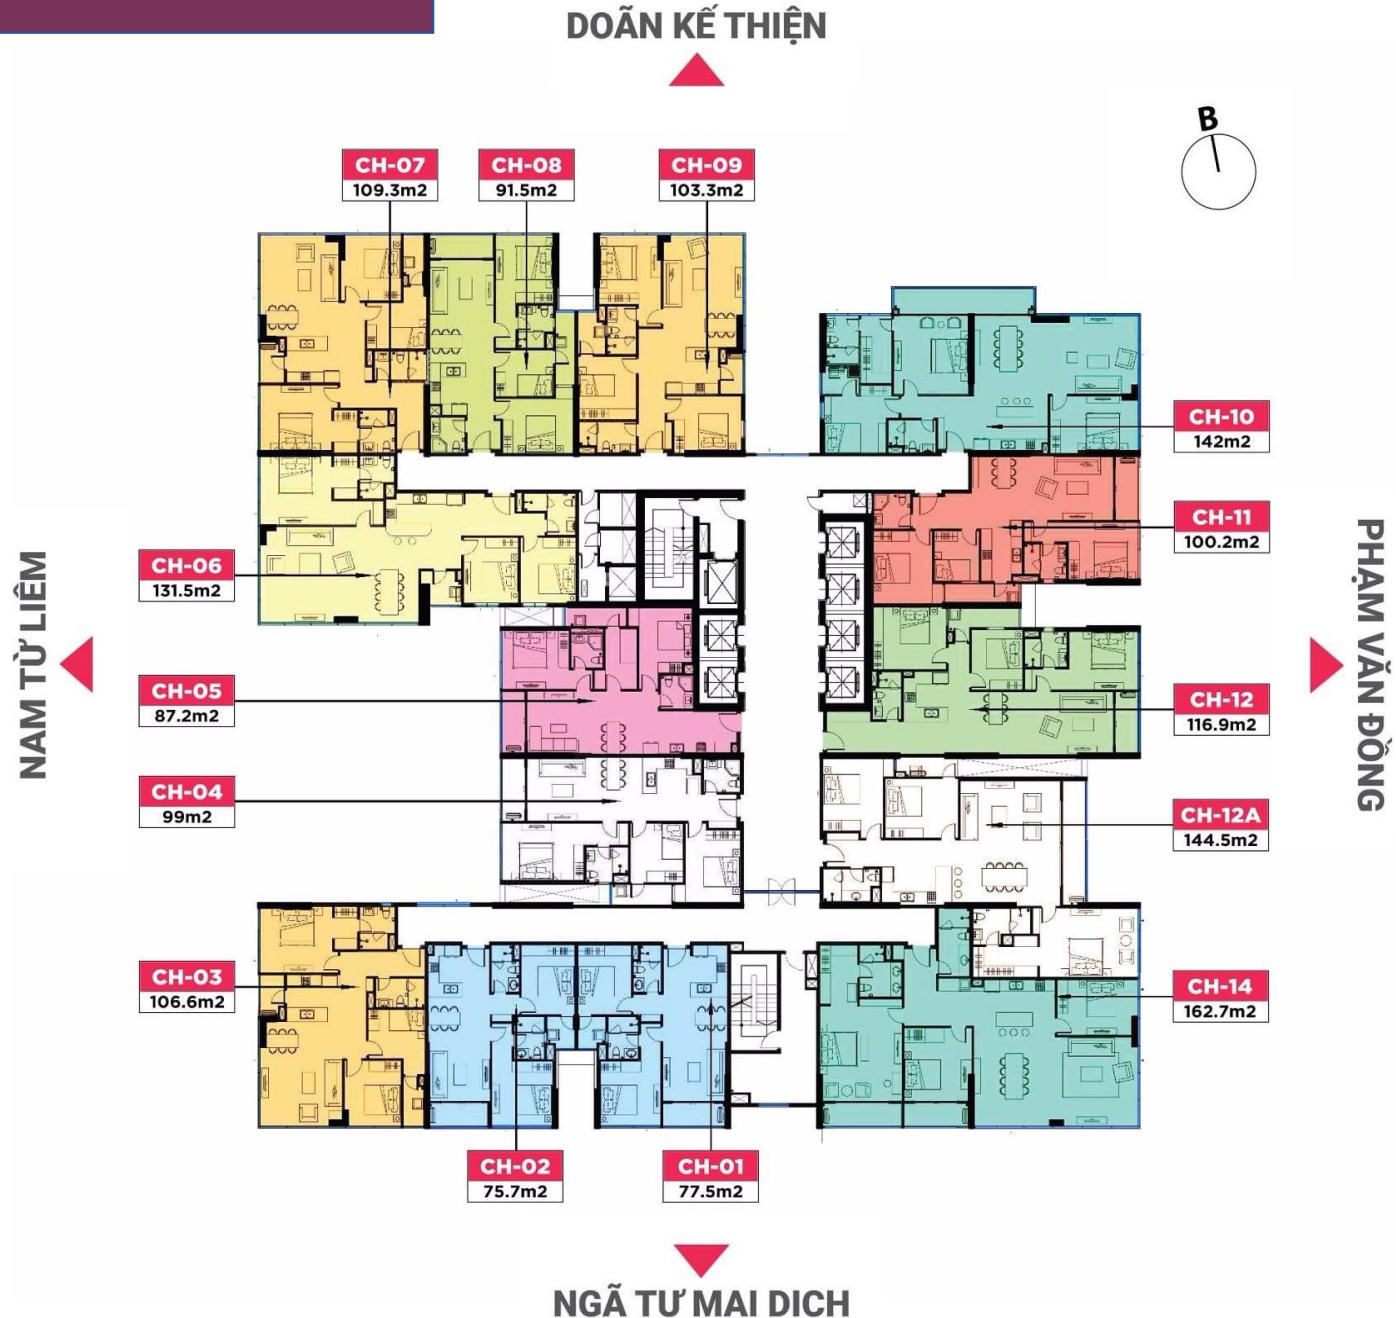 DOÃN KẾ THIỆN
B
CH-07
109.3m2
CH-08
91.5m2
CH-09
103.3m2
CH-10
142m2
CH-11
100.2m2
CH-06
131.5m2
NAM TỪ LIÊM
PHẠM VĂN ĐỒNG
CH-05
87.2m2
CH-12
116.9m2
CH-04
99m2
CH-12A
144.5m2
CH-03
106.6m2
CH-14
162.7m2
CH-02
75.7m2
CH-01
77.5m2
NGÃ TƯ MAI DICH